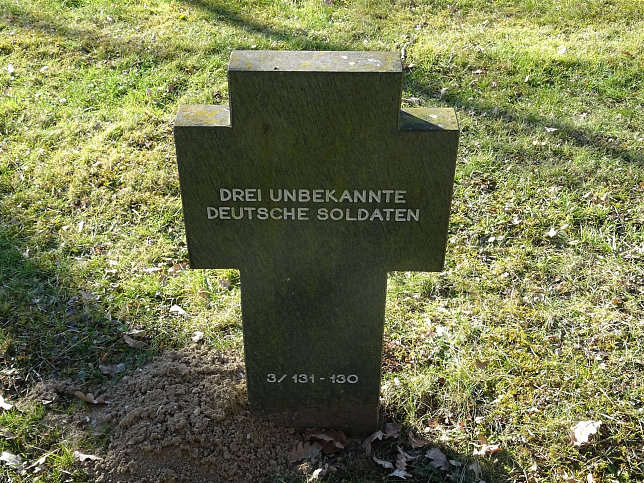 DREI UNBEKANNTE
DEUTSCHE SOLDATEN
3/131-130